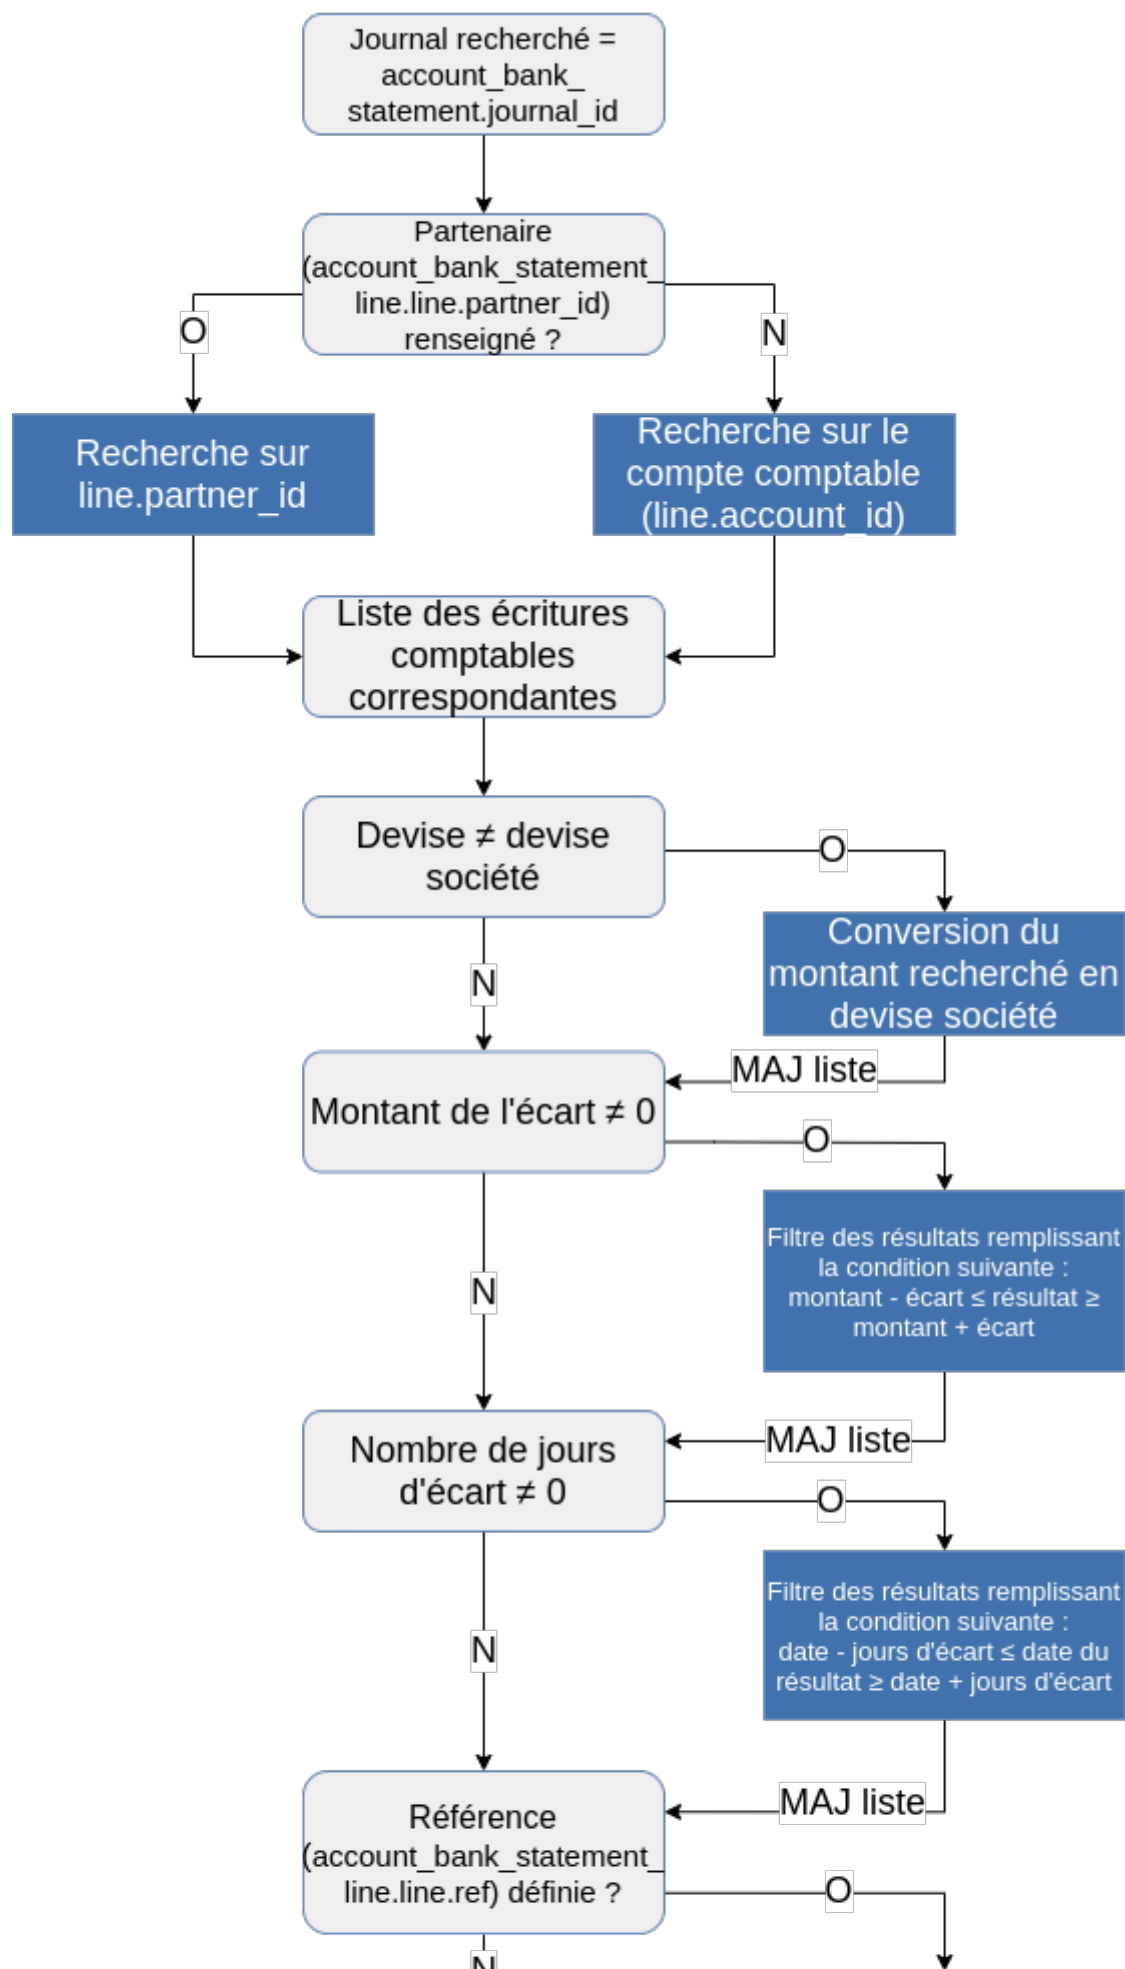 Journal recherché =
account_bank_
statement.journal_id
Partenaire
(account_bank_statement_
line.line.partner_id)
renseigné ?
O
N
Recherche sur
line.partner_id
Recherche sur le
compte comptable
(line.account_id)
Liste des écritures
comptables
correspondantes
Devise ≠ devise
société
O
N
Conversion du
montant recherché en
devise société
MAJ liste
Montant de l'écart ≠ 0
O
N
Filtre des résultats remplissant
la condition suivante :
montant - écart ≤ résultat ≥
montant + écart
MAJ liste
Nombre de jours
d'écart ≠ 0
O
N
Filtre des résultats remplissant
la condition suivante :
date - jours d'écart ≤ date du
résultat ≥ date + jours d'écart
MAJ liste
Référence
(account_bank_statement_
line.line.ref) définie ?
O
N